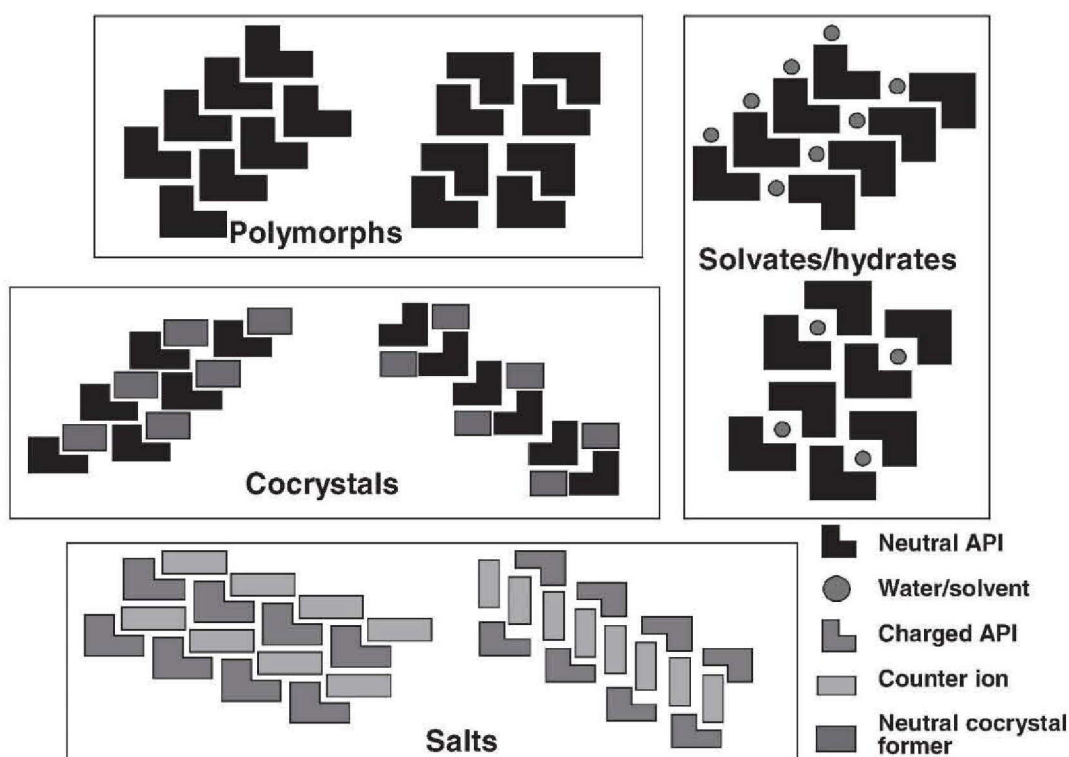 Polymorphs
Solvates/hydrates
Cocrystals
Salts
Neutral API
Water/solvent
Charged API
Counter ion
Neutral cocrystal
former